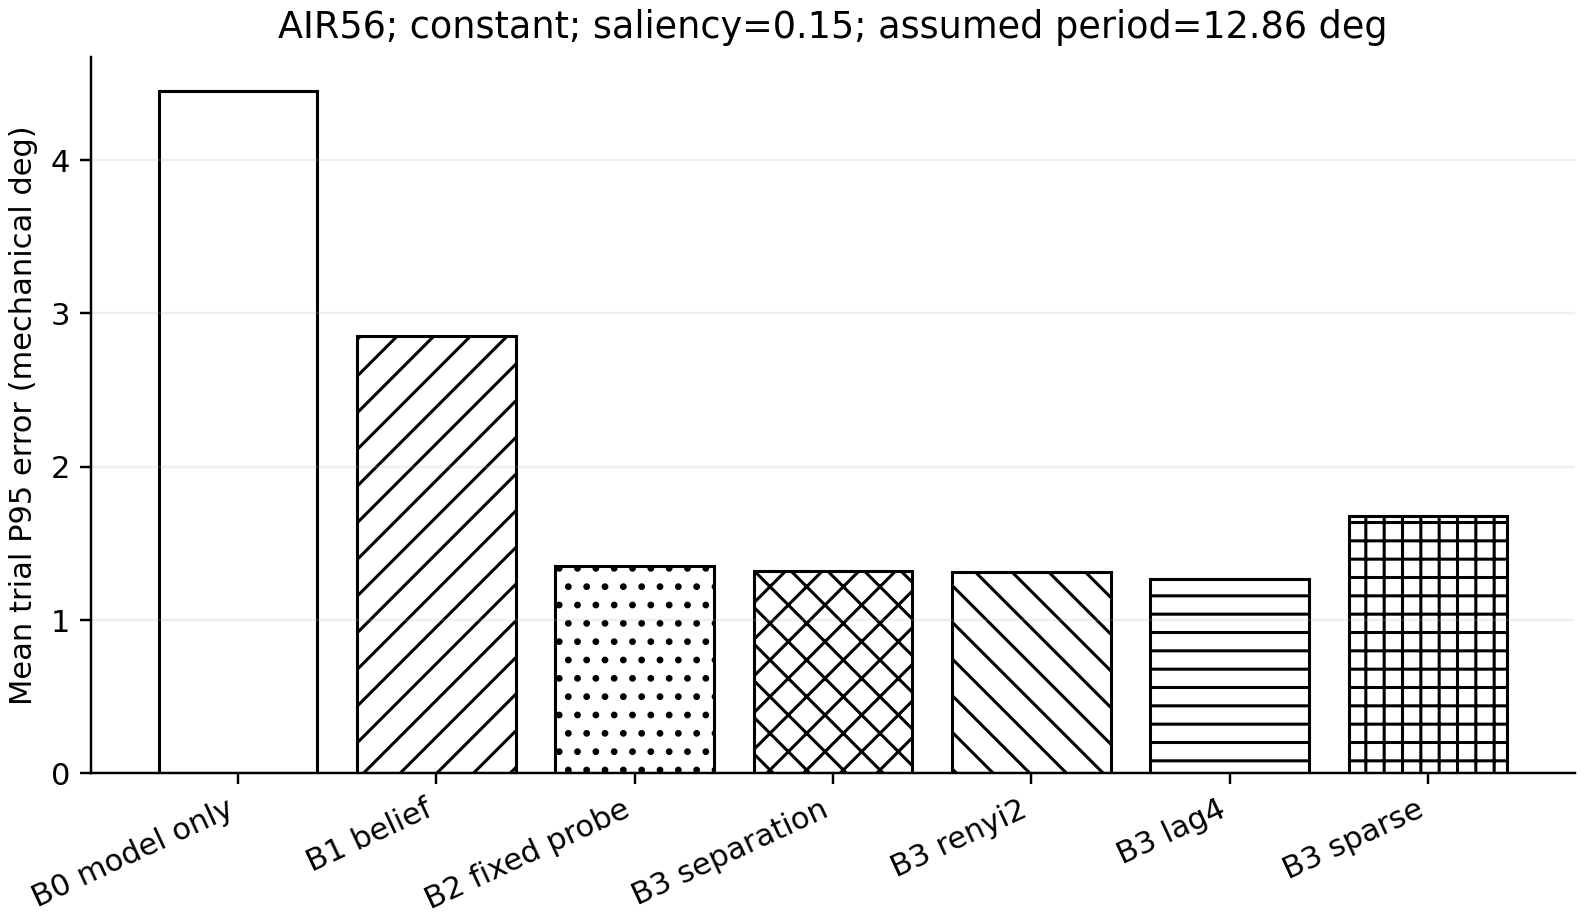 AIR56; constant; saliency=0.15; assumed period=12.86 deg
Mean trial P95 error (mechanical deg)
4
3
2
1
0
B0 model only
B1 belief
B2 fixed probe
B3 separation
B3 renyi2
B3 lag4
B3 sparse